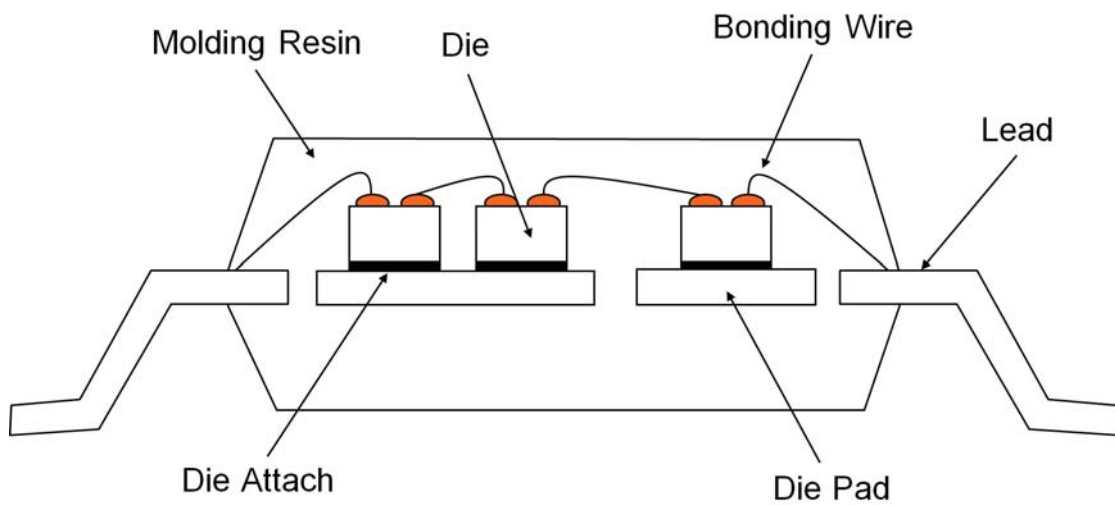 Molding Resin
Die
Bonding Wire
Lead
Die Attach
Die Pad